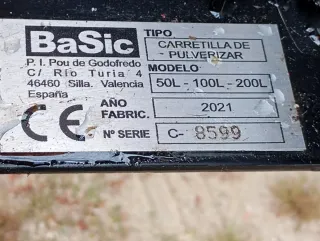 BaSic
P. I. Pou de Godofredo
C/ Río Turia 4
46460 Silla. Valencia
España
CE
TIPO
CARRETILLA DE
- PULVERIZAR
MODELO
50L - 100L - 200L
AÑO
FABRIC.
2021
Nº SERIE
C- 8599